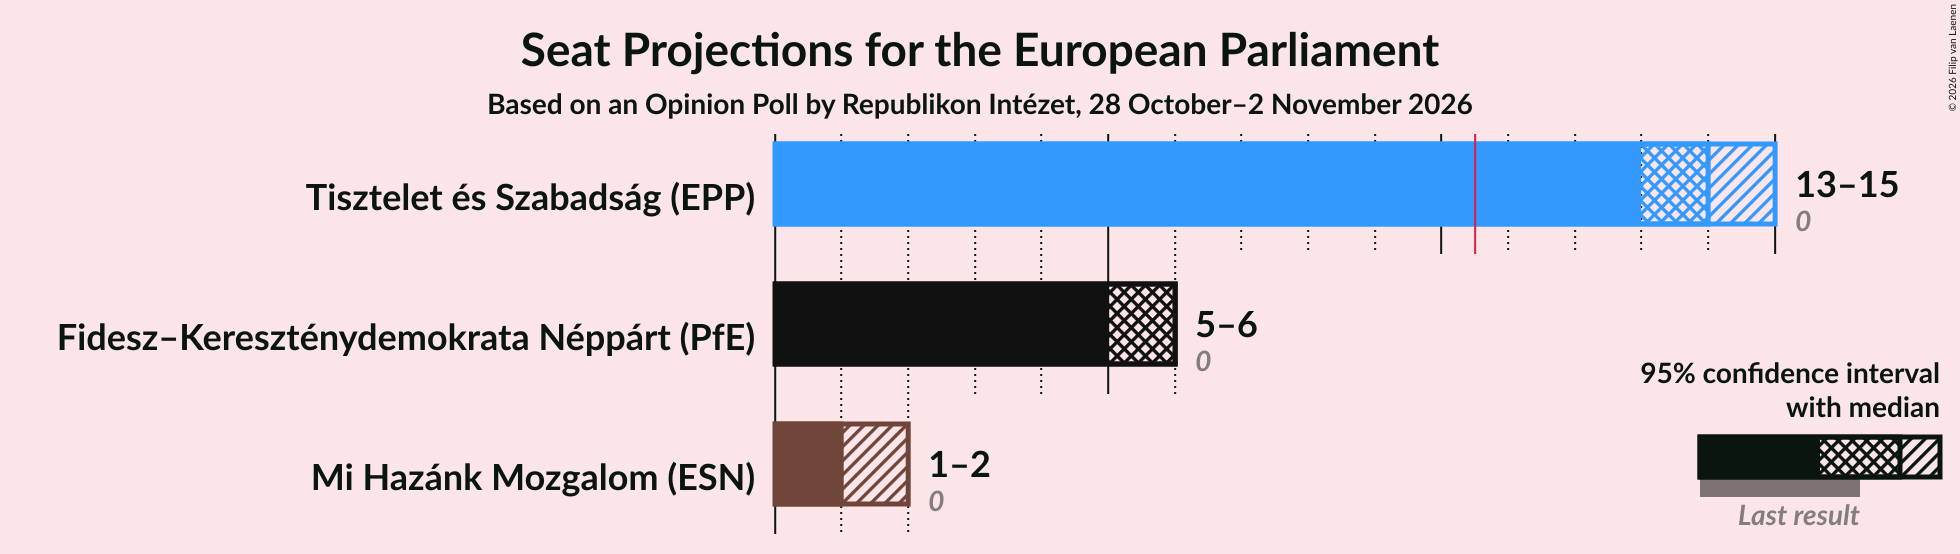 Seat Projections for the European Parliament
Based on an Opinion Poll by Republikon Intézet, 28 October–2 November 2026
© 2026 Filip van Laenen
Tisztelet és Szabadság (EPP)
13–15
0
Fidesz–Kereszténydemokrata Néppárt (PfE)
5–6
0
Mi Hazánk Mozgalom (ESN)
1–2
0
95% confidence interval
with median
Last result